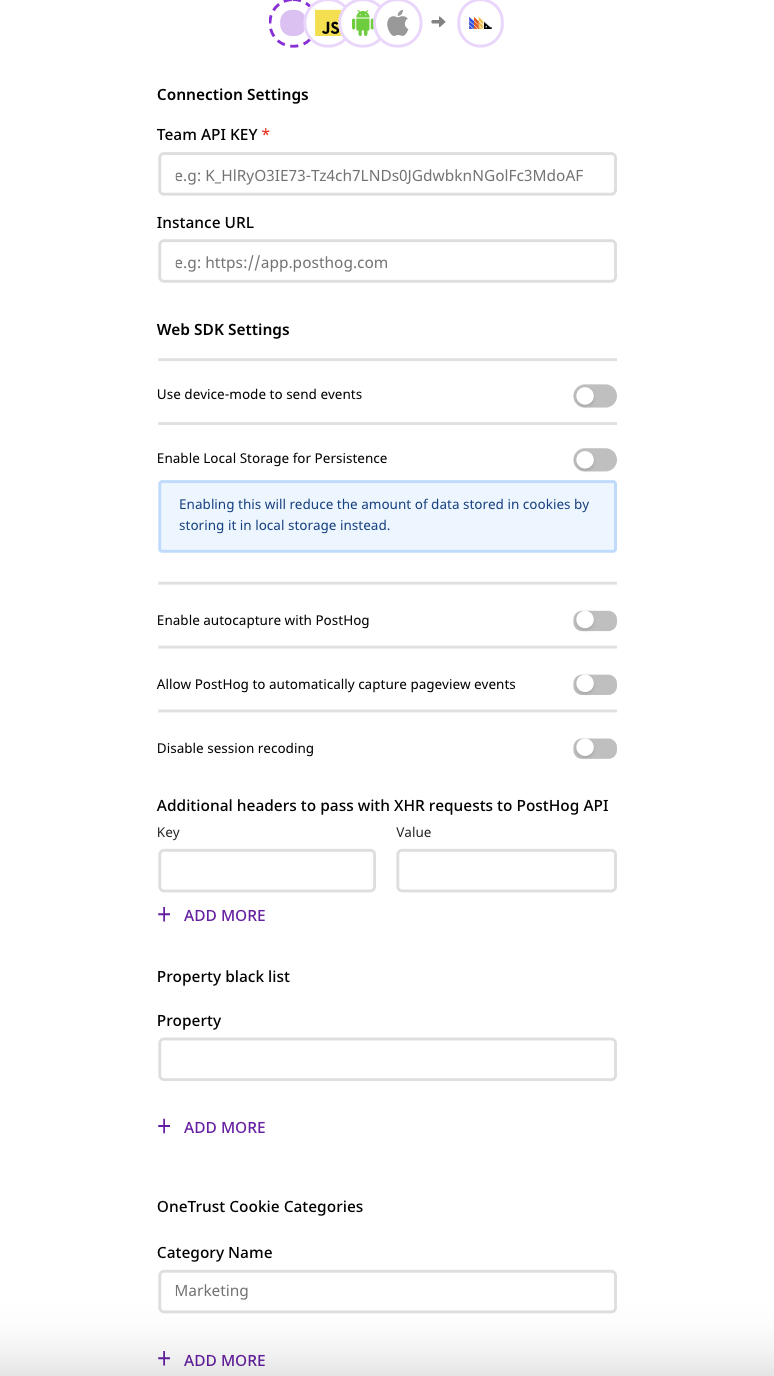 JS
Connection Settings
Team API KEY *
e.g: K_HlRyO3IE73-Tz4ch7LNDs0JGdwbknNGolFc3MdoAF
Instance URL
e.g: https://app.posthog.com
Web SDK Settings
Use device-mode to send events
Enable Local Storage for Persistence
Enabling this will reduce the amount of data stored in cookies by
storing it in local storage instead.
Enable autocapture with PostHog
Allow PostHog to automatically capture pageview events
Disable session recoding
Additional headers to pass with XHR requests to PostHog API
Key Value
+ ADD MORE
Property black list
Property
+ ADD MORE
OneTrust Cookie Categories
Category Name
Marketing
+ ADD MORE